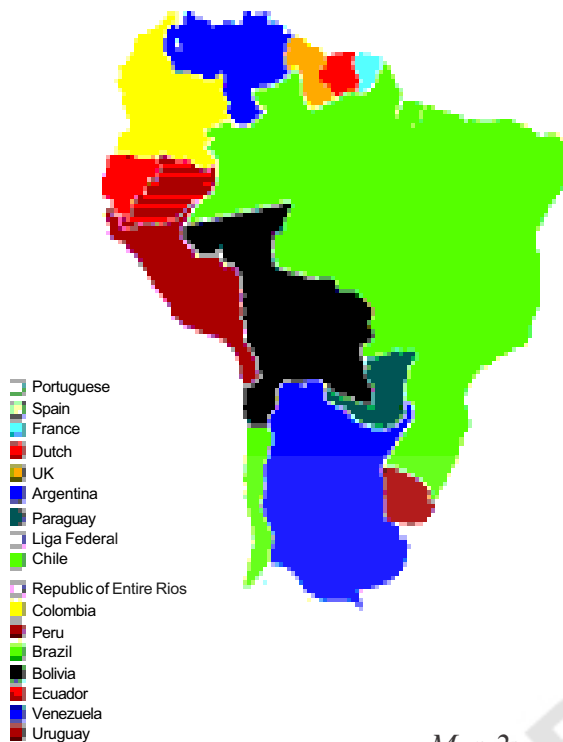 Portuguese
Spain
France
Dutch
UK
Argentina
Paraguay
Liga Federal
Chile
Republic of Entire Rios
Colombia
Peru
Brazil
Bolivia
Ecuador
Venezuela
Uruguay